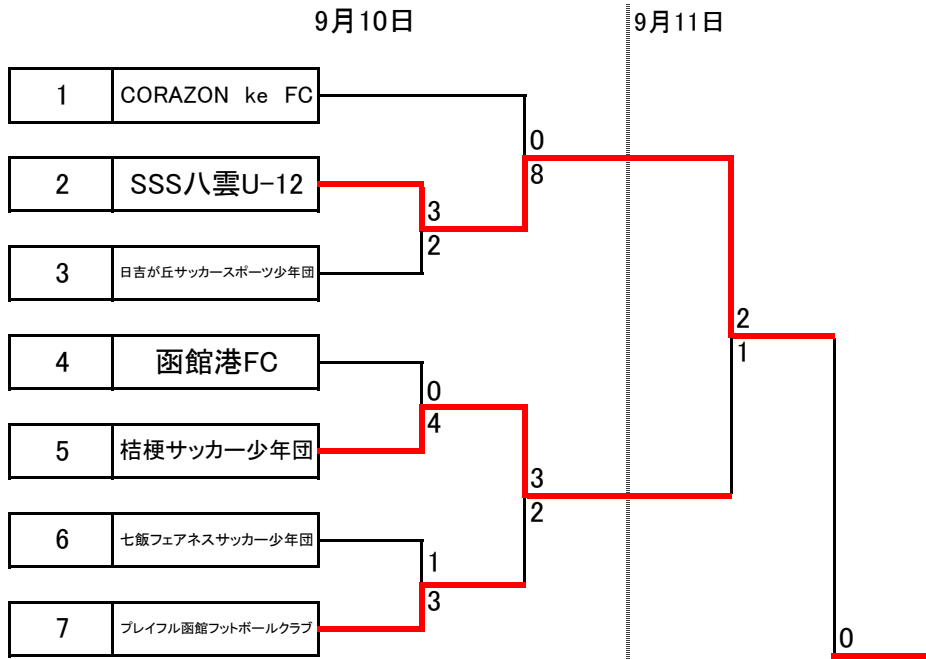 9月10日
9月11日
1 CORAZON ke FC
0
8
2 SSS八雲U-12
3
2
3 日吉が丘サッカースポーツ少年団
2
1
4 函館港FC
0
4
5 桔梗サッカー少年団
3
2
6 七飯フェアネスサッカー少年団
1
3
7 プレイフル函館フットボールクラブ
0